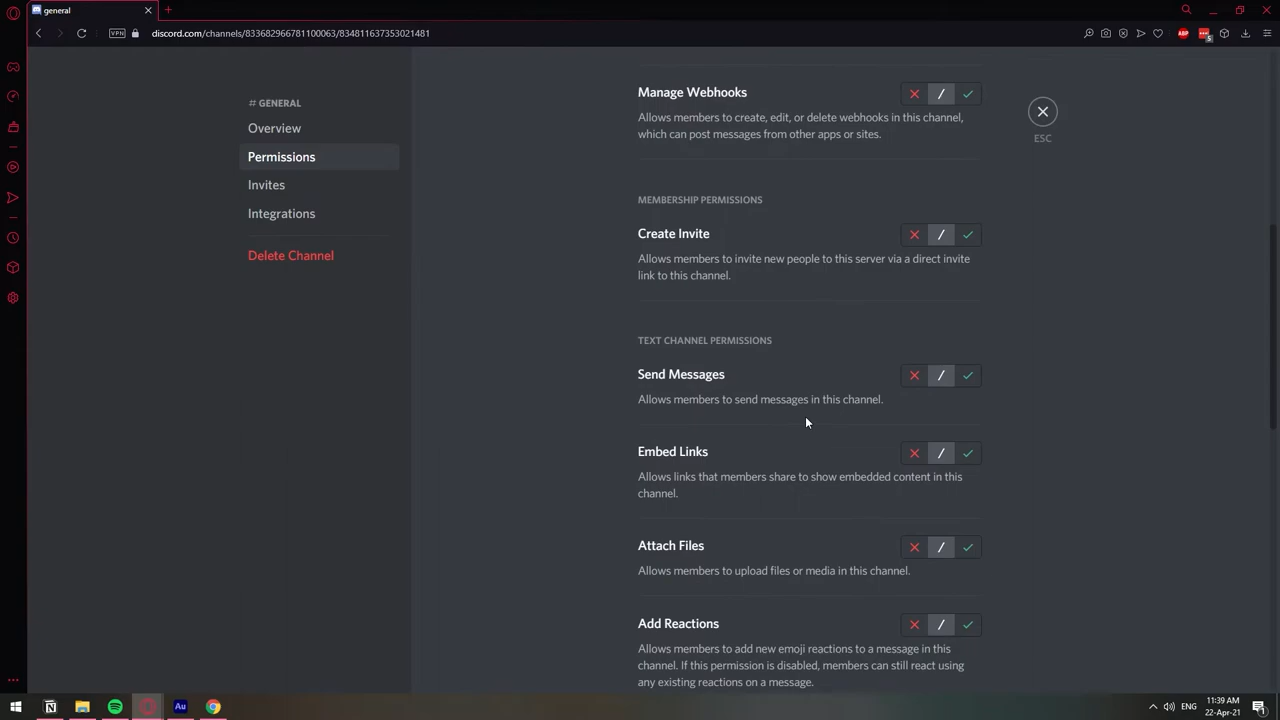 general
VPN
discord.com/channels/833682966781100063/834811637353021481
ABP
5
# GENERAL
Overview
Permissions
Invites
Integrations
Delete Channel
Manage Webhooks
Allows members to create, edit, or delete webhooks in this channel,
which can post messages from other apps or sites.
ESC
MEMBERSHIP PERMISSIONS
Create Invite
Allows members to invite new people to this server via a direct invite
link to this channel.
TEXT CHANNEL PERMISSIONS
Send Messages
Allows members to send messages in this channel.
Embed Links
Allows links that members share to show embedded content in this
channel.
Attach Files
Allows members to upload files or media in this channel.
Add Reactions
Allows members to add new emoji reactions to a message in this
channel. If this permission is disabled, members can still react using
any existing reactions on a message.
Au
ENG
11:39 AM
22-Apr-21